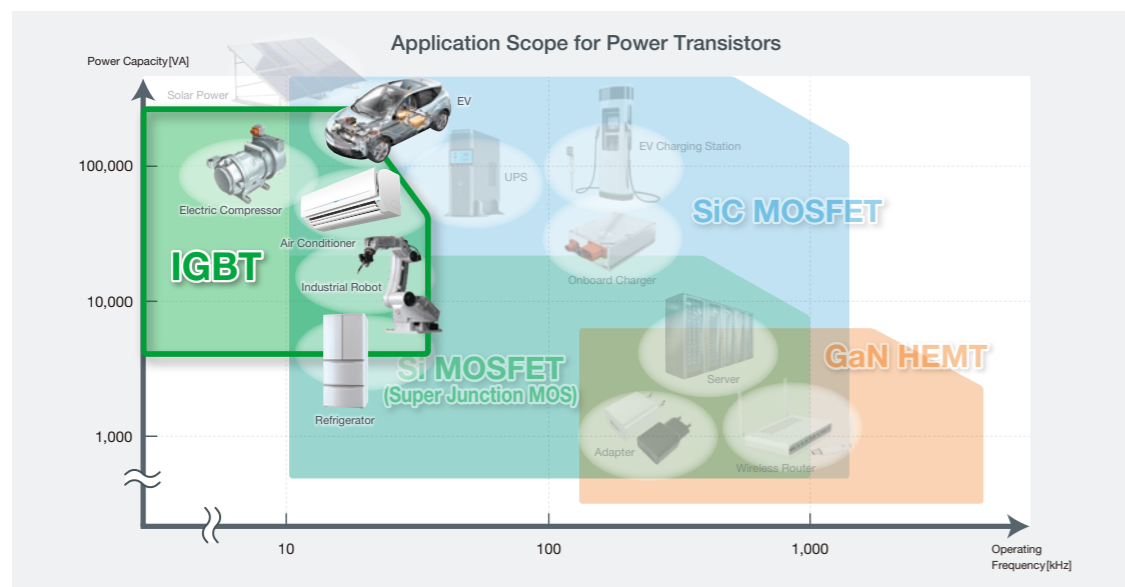 Application Scope for Power Transistors
Power Capacity[VA]
Solar Power
EV
100,000
EV Charging Station
UPS
Electric Compressor
SiC MOSFET
Air Conditioner
IGBT
Onboard Charger
Industrial Robot
10,000
GaN HEMT
Si MOSFET
(Super Junction MOS)
Server
Refrigerator
1,000
Adapter
Wireless Router
10
100
1,000
Operating
Frequency[kHz]